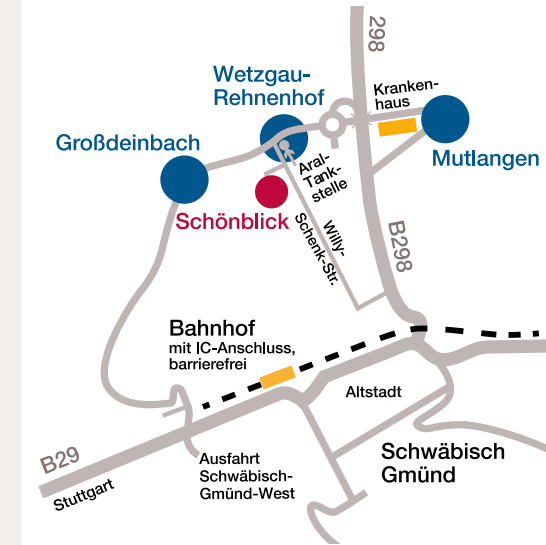 298
Wetzgau-
Rehnenhof
Kranken-
haus
Großdeinbach
Mutlangen
Aral-
Tank-
stelle
Schönblick
Willy-
Schenk-Str.
B298
Bahnhof
mit IC-Anschluss,
barrierefrei
Altstadt
B29
Stuttgart
Ausfahrt
Schwäbisch-
Gmünd-West
Schwäbisch
Gmünd